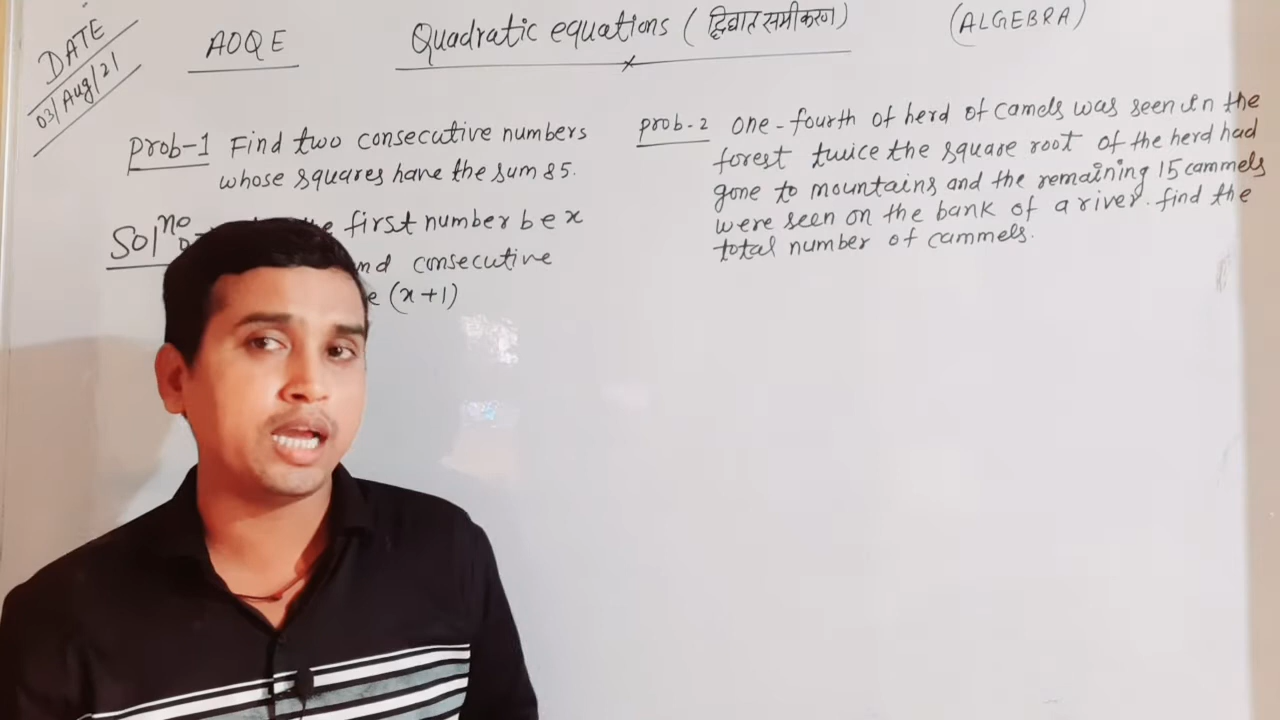 DATE
03/Aug/21
AOQE
Quadratic equations (द्विघात समीकरण)
(ALGEBRA)
Prob-1 Find two consecutive numbers
whose squares have the sum 85.
Solno
first number be x
consecutive
(x+1)
prob-2 One-fourth of herd of camels was seen in the
forest twice the square root of the herd had
gone to mountains and the remaining 15 cammels
were seen on the bank of a river. find the
total number of cammels.